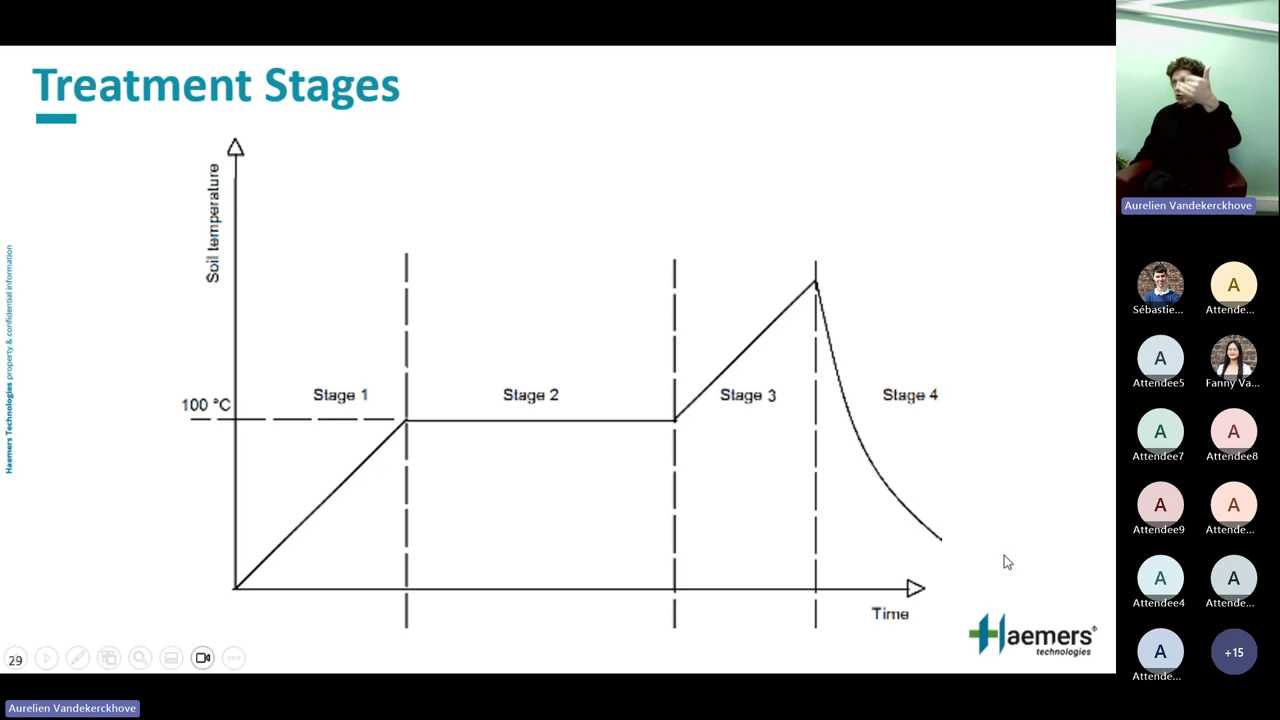 Treatment Stages
Soil temperature
Haemers Technologies property & confidential information
Stage 1
Stage 2
Stage 3
Stage 4
100 °C
Time
Haemers®
technologies
29
Aurelien Vandekerckhove
Aurelien Vandekerckhove
Sébastie...
A
Attende...
A
Attendee5
Fanny Va...
A
Attendee7
A
Attendee8
A
Attendee9
A
Attende...
A
Attendee4
A
Attende...
A
Attende...
+15